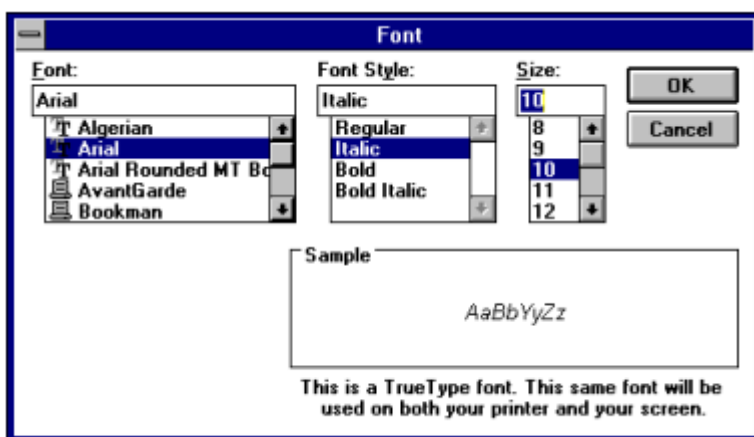 Font
Font:
Arial
Algerian
Arial
Arial Rounded MT Bo
AvantGarde
Bookman
Font Style:
Italic
Regular
Italic
Bold
Bold Italic
Size:
10
8
9
10
11
12
OK
Cancel
Sample
AaBbYyZz
This is a TrueType font. This same font will be
used on both your printer and your screen.